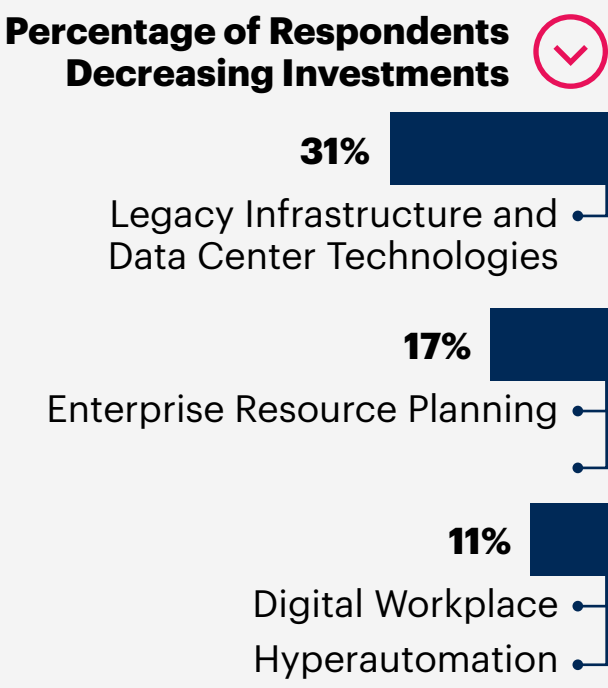 Percentage of Respondents
Decreasing Investments
31%
Legacy Infrastructure and
Data Center Technologies
17%
Enterprise Resource Planning
11%
Digital Workplace
Hyperautomation